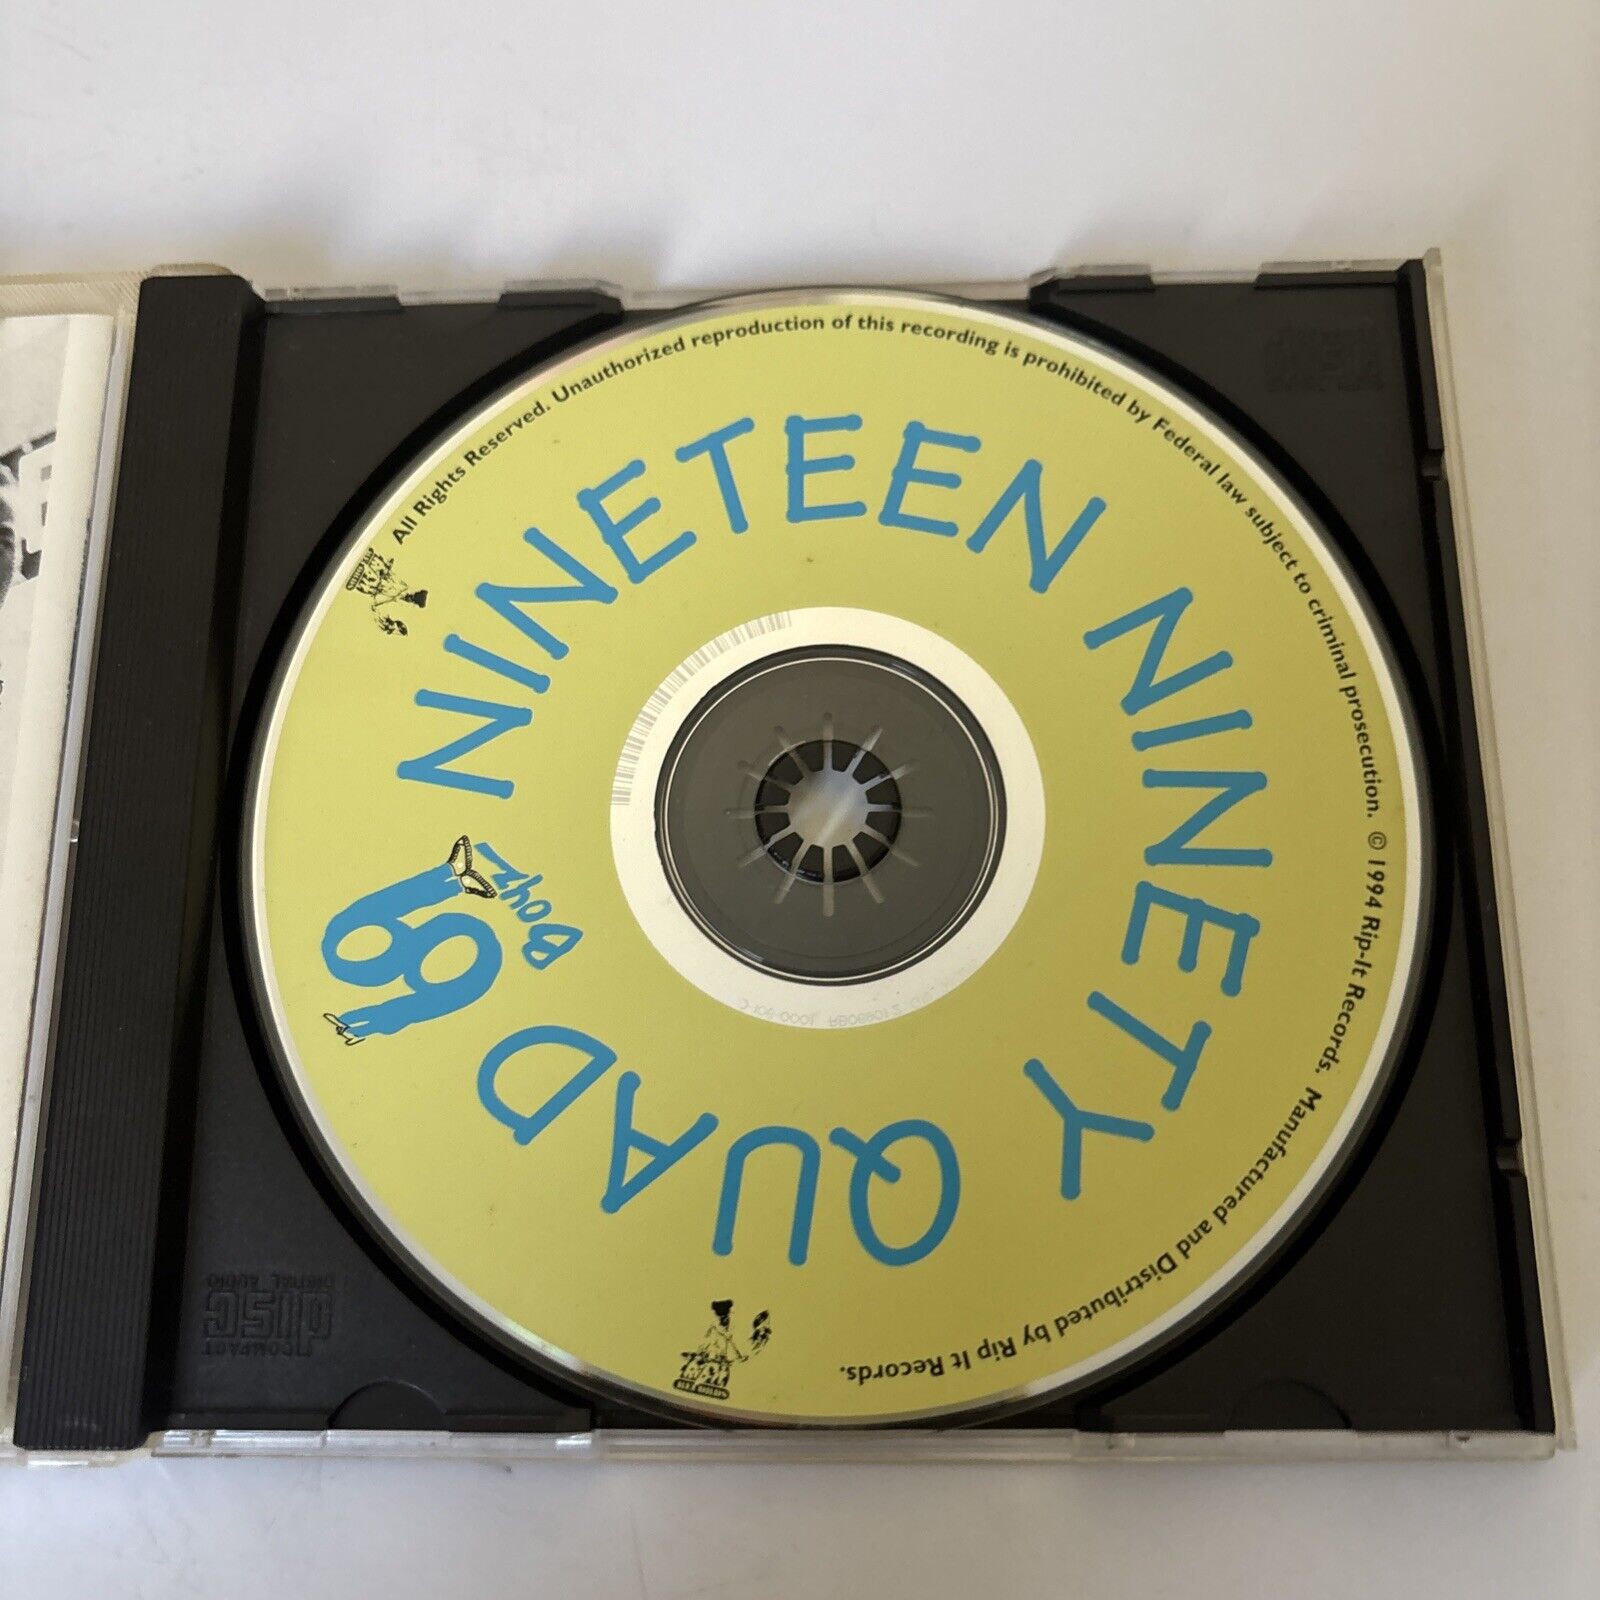 NINETEEN NINETY QUAD
69 Boyz
All Rights Reserved. Unauthorized reproduction of this recording is prohibited by Federal law subject to criminal prosecution. © 1994 Rip-It Records. Manufactured and Distributed by Rip It Records.
COMPACT
disc
DIGITAL AUDIO